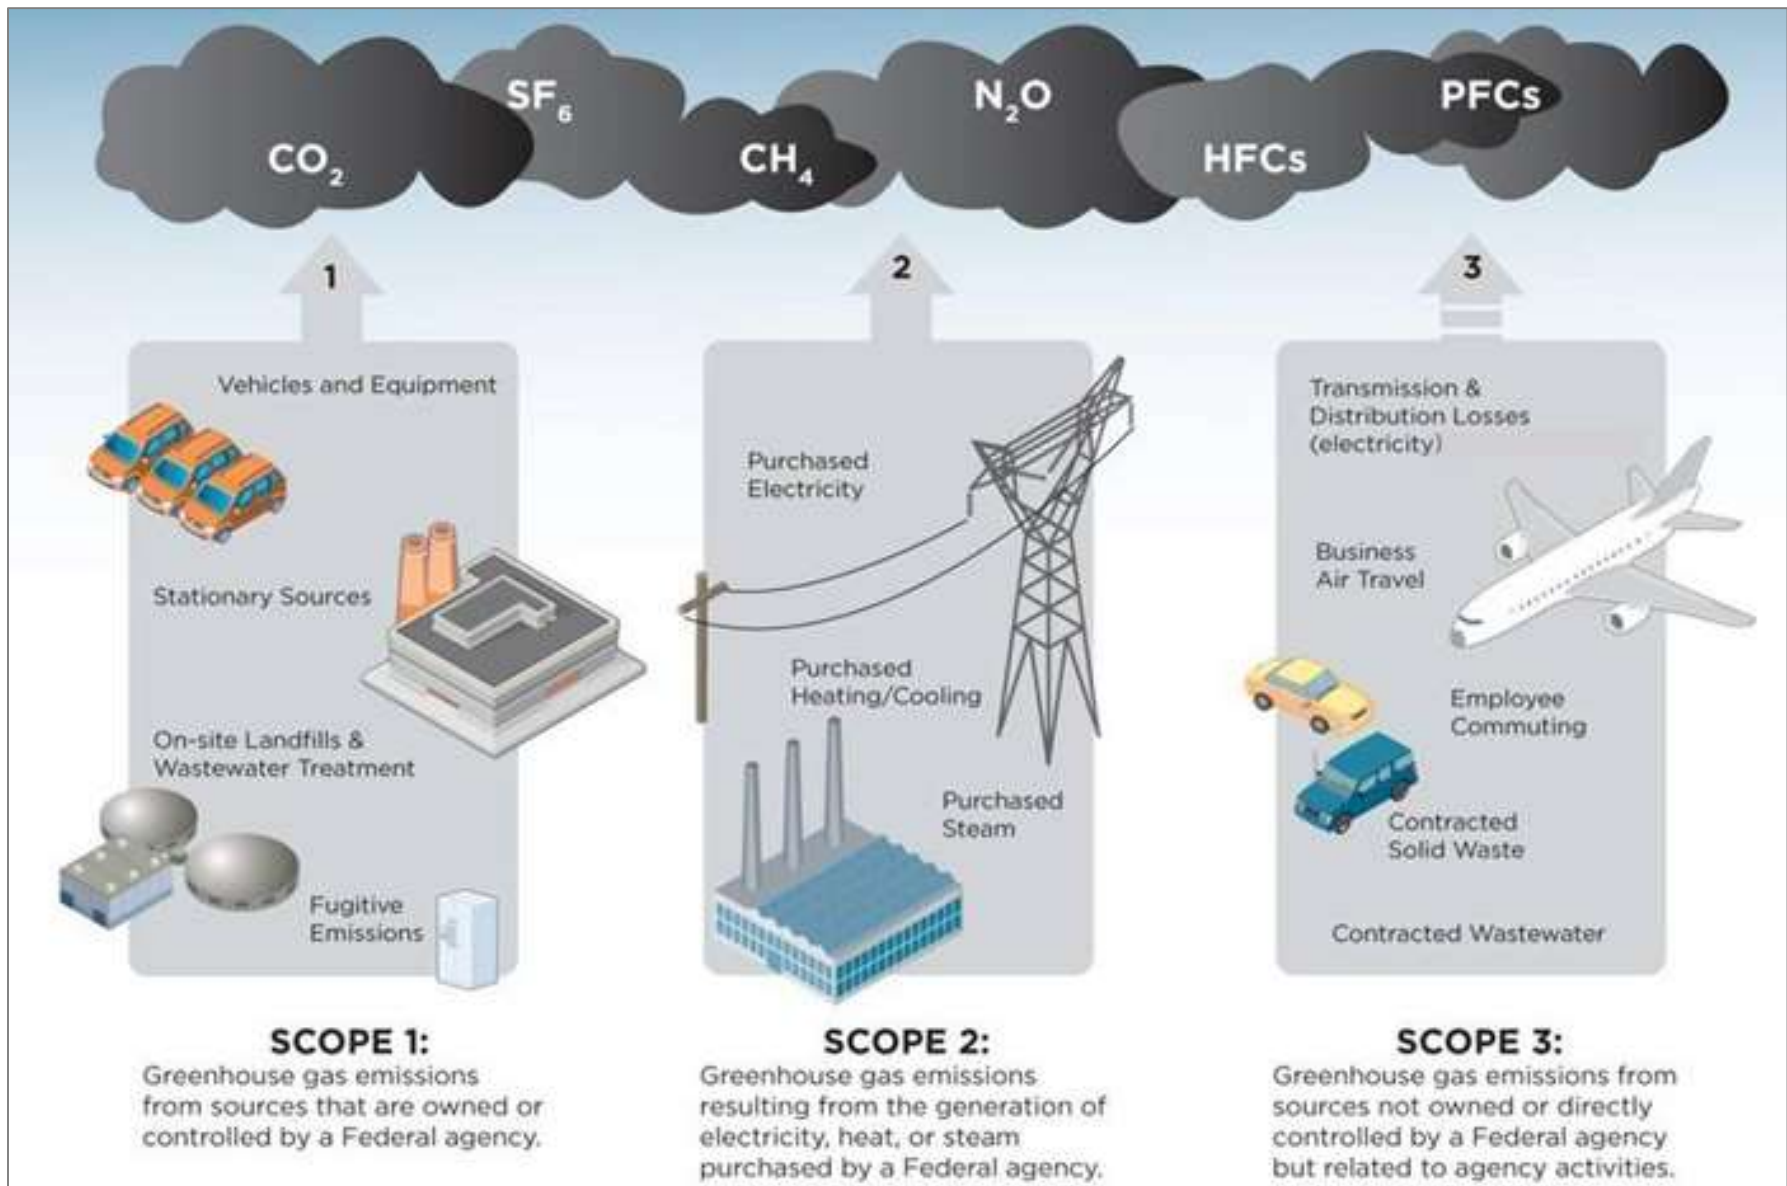 SF₆
N₂O
PFCs
CO₂
CH₄
HFCs
1
2
3
Vehicles and Equipment
Stationary Sources
On-site Landfills &
Wastewater Treatment
Fugitive
Emissions
Purchased
Electricity
Purchased
Heating/Cooling
Purchased
Steam
Transmission &
Distribution Losses
(electricity)
Business
Air Travel
Employee
Commuting
Contracted
Solid Waste
Contracted Wastewater
SCOPE 1:
Greenhouse gas emissions
from sources that are owned or
controlled by a Federal agency.
SCOPE 2:
Greenhouse gas emissions
resulting from the generation of
electricity, heat, or steam
purchased by a Federal agency.
SCOPE 3:
Greenhouse gas emissions from
sources not owned or directly
controlled by a Federal agency
but related to agency activities.